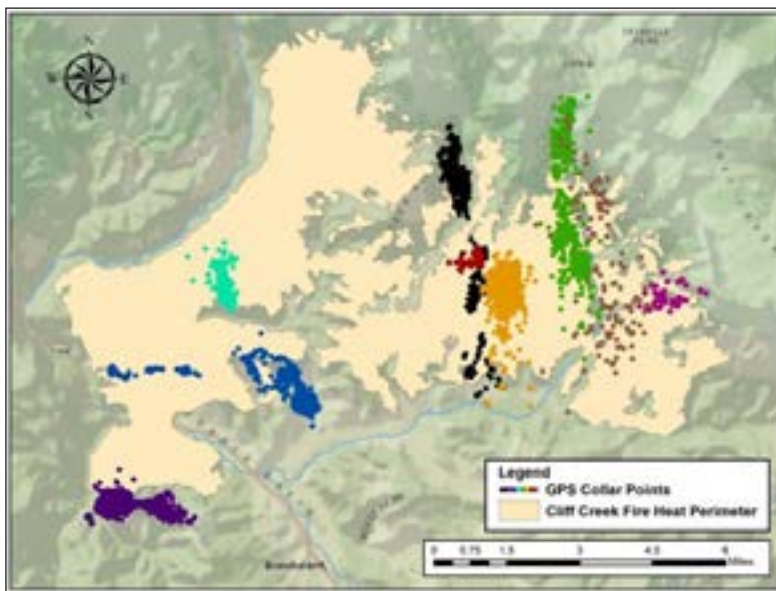 N
W E
S
Legend
GPS Collar Points
Cliff Creek Fire Heat Perimeter
0 0.75 1.5 3 4.5 6
Miles
Bondurant